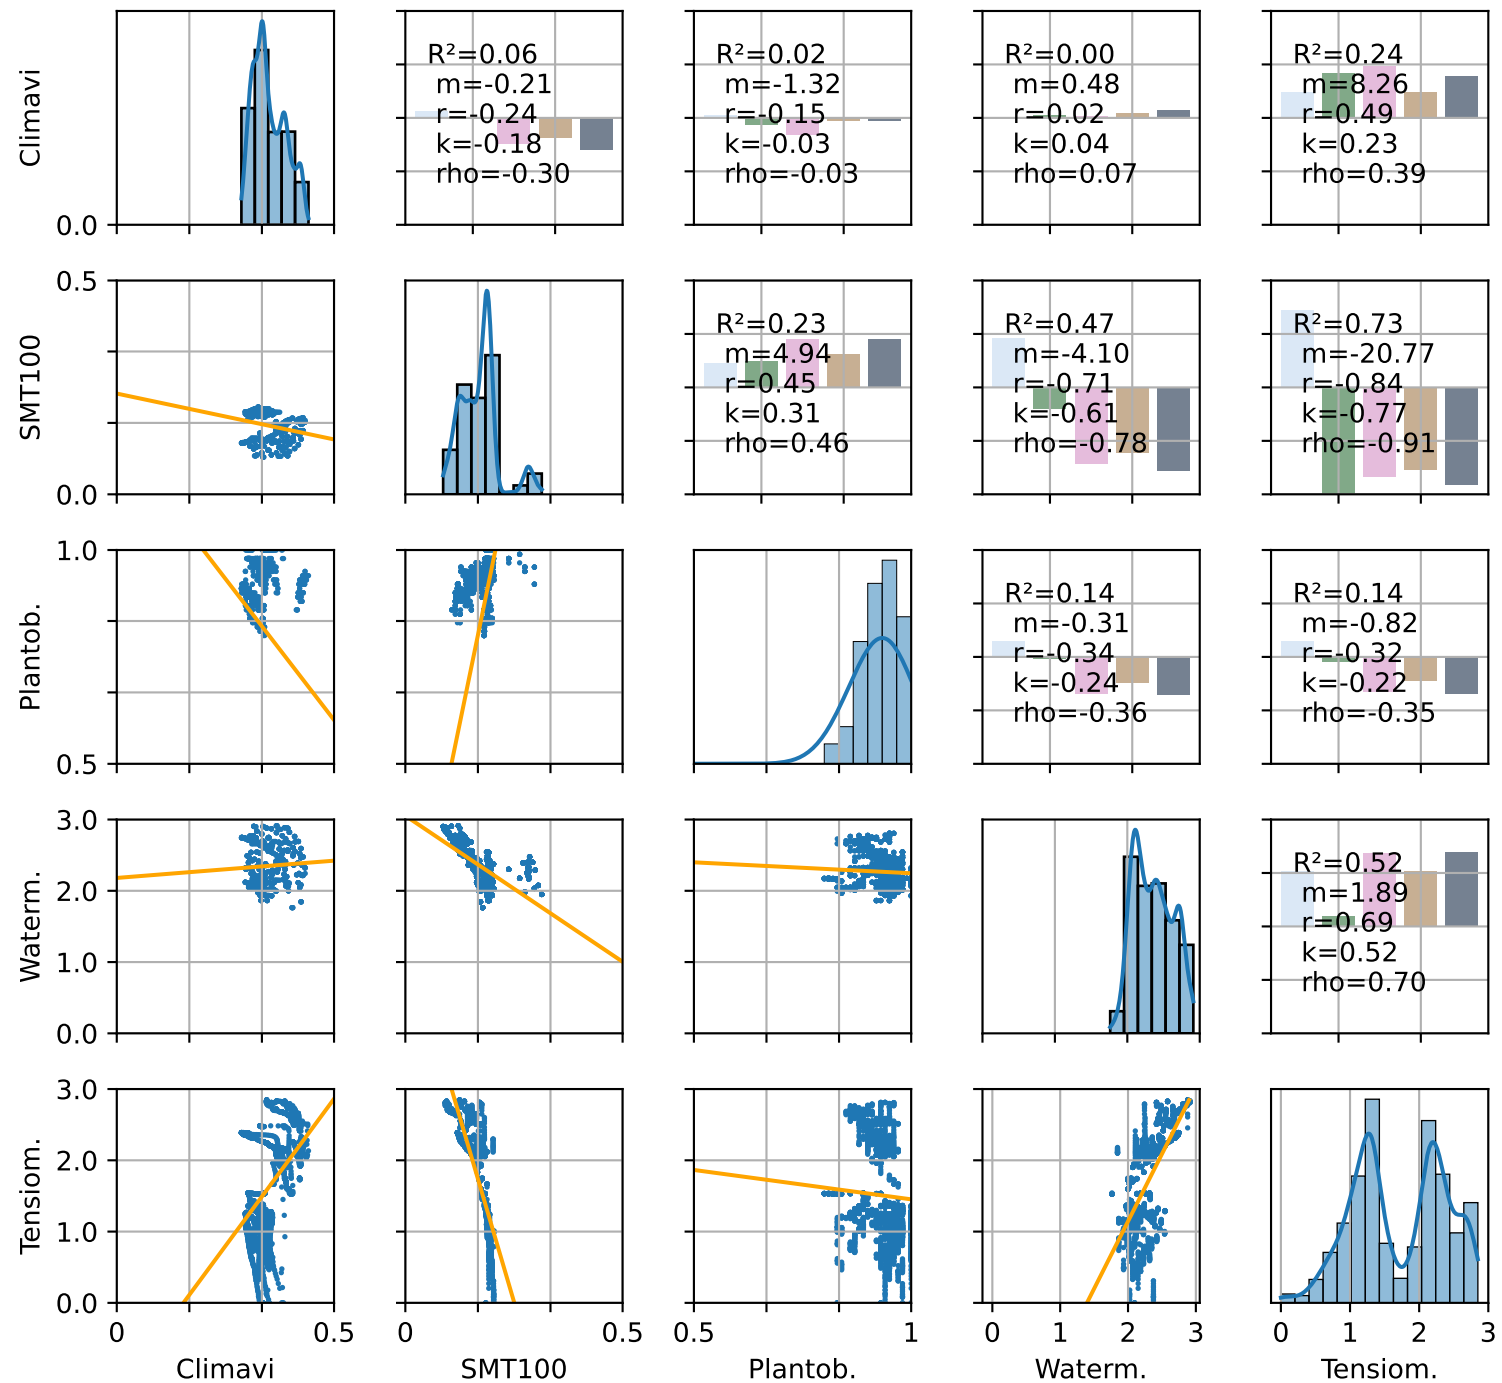 Climavi
0.0
R²=0.06
m=-0.21
r=-0.24
k=-0.18
rho=-0.30
R²=0.02
m=-1.32
r=-0.15
k=-0.03
rho=-0.03
R²=0.00
m=0.48
r=0.02
k=0.04
rho=0.07
R²=0.24
m=8.26
r=0.49
k=0.23
rho=0.39
SMT100
0.5
0.0
R²=0.23
m=4.94
r=0.45
k=0.31
rho=0.46
R²=0.47
m=-4.10
r=-0.71
k=-0.61
rho=-0.78
R²=0.73
m=-20.77
r=-0.84
k=-0.77
rho=-0.91
Plantob.
1.0
0.5
R²=0.14
m=-0.31
r=-0.34
k=-0.24
rho=-0.36
R²=0.14
m=-0.82
r=-0.32
k=-0.22
rho=-0.35
Waterm.
3.0
2.0
1.0
0.0
R²=0.52
m=1.89
r=0.69
k=0.52
rho=0.70
Tensiom.
3.0
2.0
1.0
0.0
0 0.5
0 0.5
0.5 1
0 1 2 3
0 1 2 3
Climavi
SMT100
Plantob.
Waterm.
Tensiom.